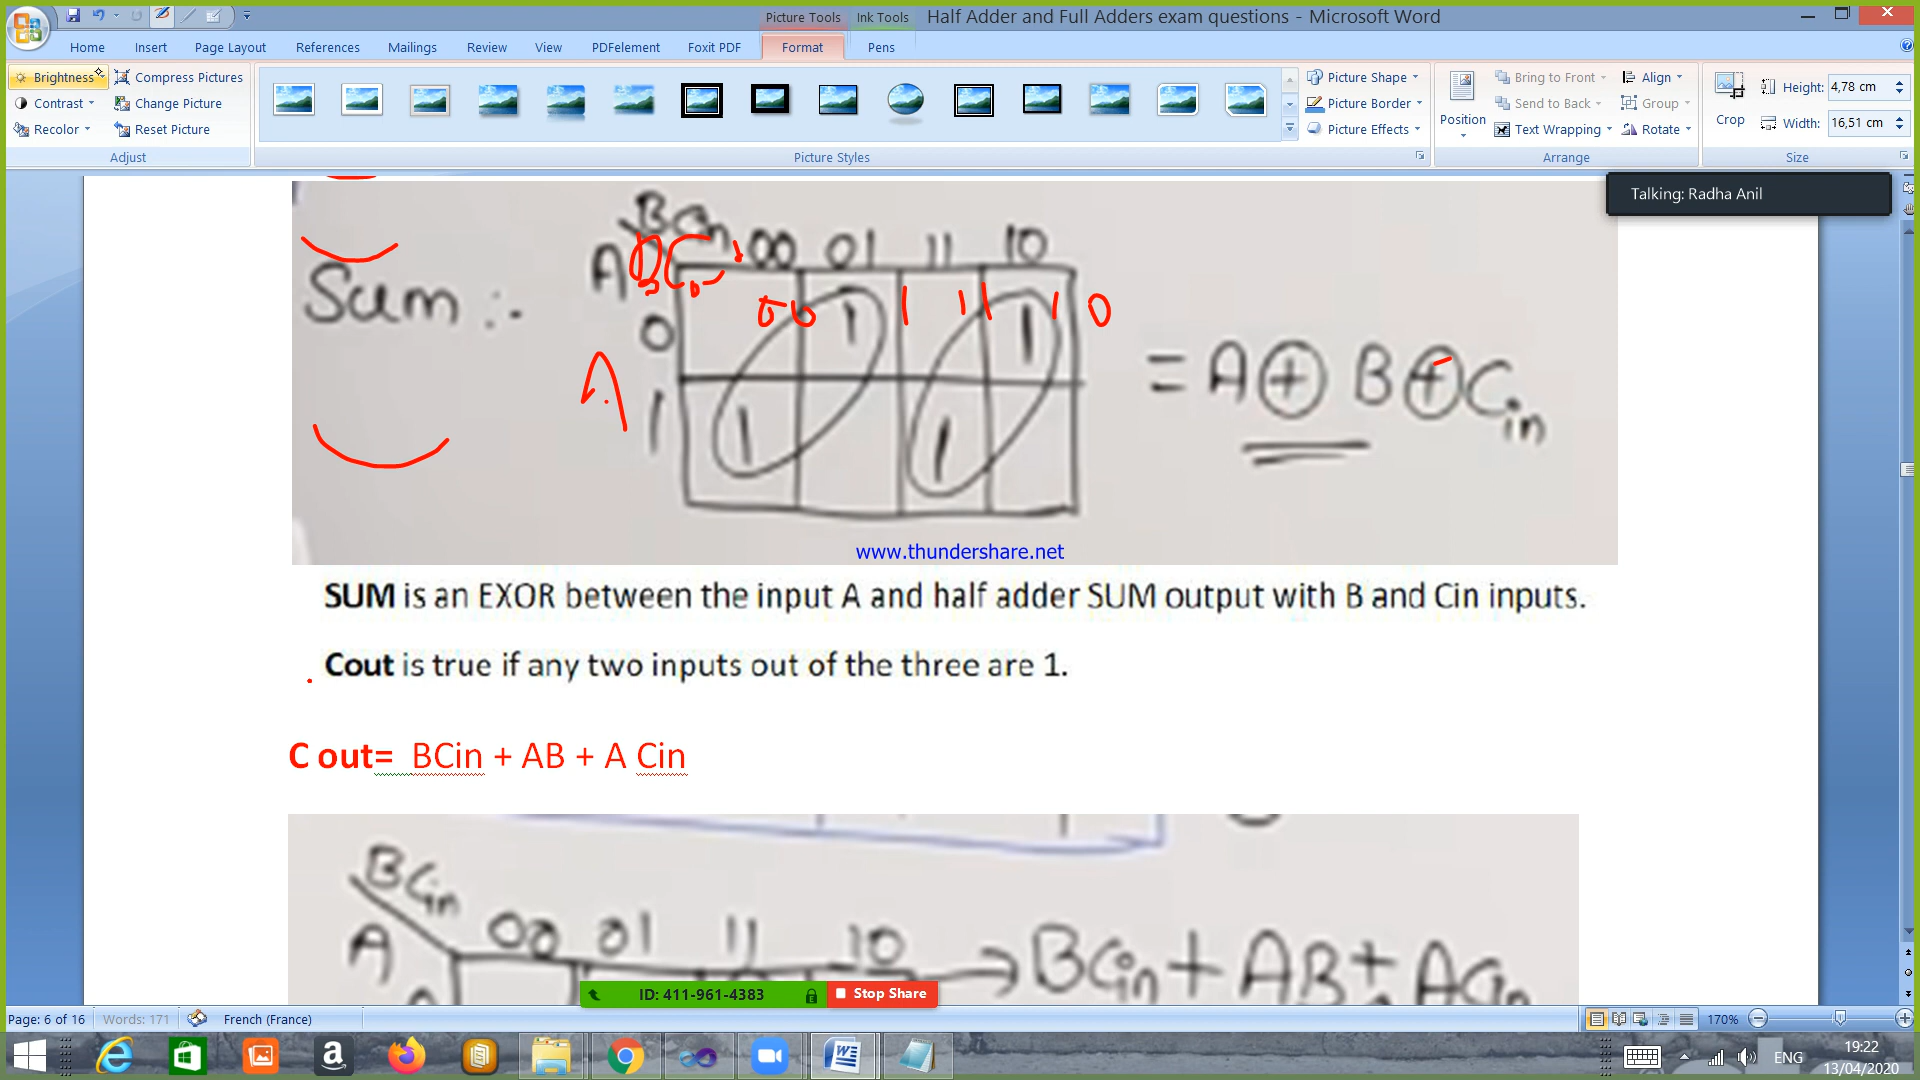 Picture Tools Ink Tools Half Adder and Full Adders exam questions - Microsoft Word
Home Insert Page Layout References Mailings Review View PDFelement Foxit PDF Format Pens
Brightness Compress Pictures
Contrast Change Picture
Recolor Reset Picture
Adjust
Picture Styles
Picture Shape
Picture Border
Picture Effects
Position
Bring to Front
Send to Back
Text Wrapping
Align
Group
Rotate
Arrange
Crop
Height: 4,78 cm
Width: 16,51 cm
Size
Talking: Radha Anil
BCin 00 01 11 10
A
Sum :-
0 1 1
A 1 1 1
= A ⊕ B ⊕ Cin
www.thundershare.net
SUM is an EXOR between the input A and half adder SUM output with B and Cin inputs.
Cout is true if any two inputs out of the three are 1.
C out= BCin + AB + A Cin
BCin
A 00 01 11 10
→ BCin + AB + ACin
ID: 411-961-4383 Stop Share
Page: 6 of 16 Words: 171 French (France) 170%
ENG
19:22
13/04/2020